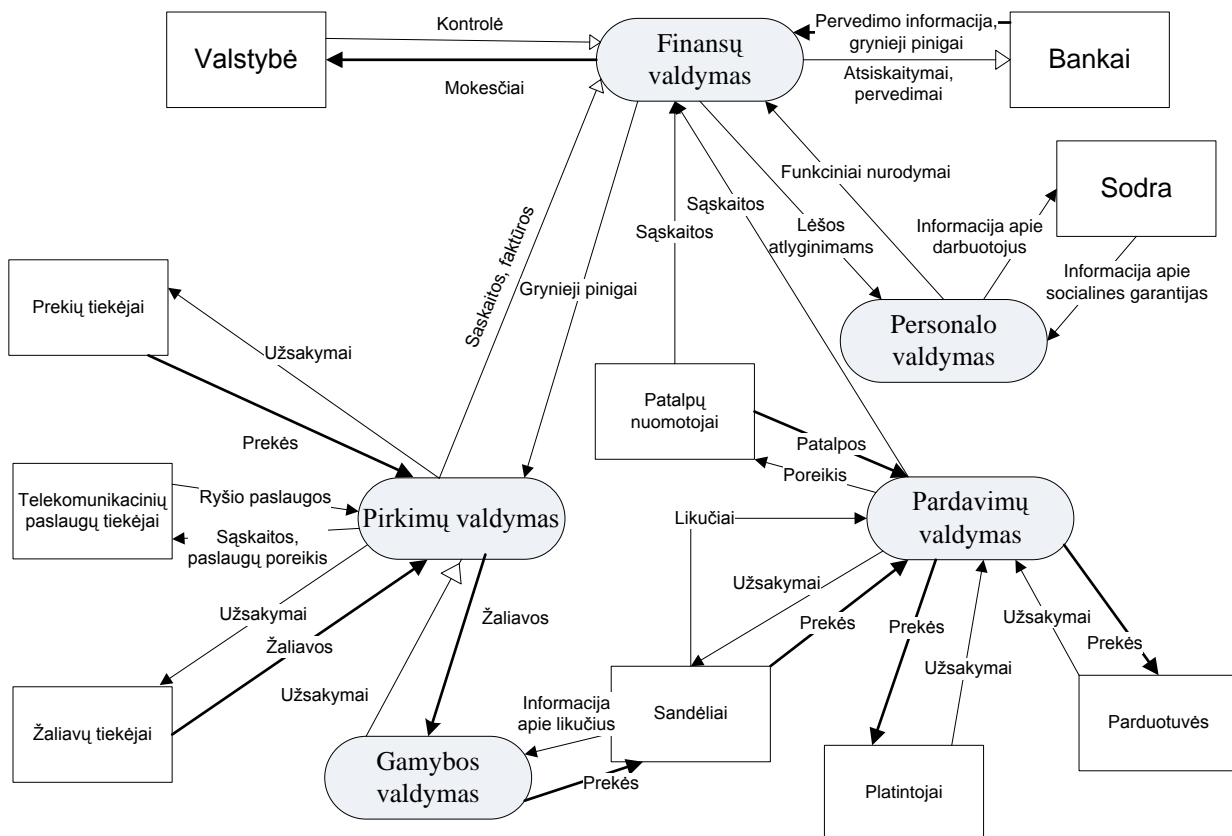 Kontrolė
Valstybė
Mokesčiai
Finansų
valdymas
Pervedimo informacija,
grynieji pinigai
Atsiskaitymai,
pervedimai
Bankai
Funkciniai nurodymai
Sodra
Sąskaitos
Sąskaitos
Lėšos
atlyginimams
Informacija apie
darbuotojus
Informacija apie
socialines garantijas
Saskaitos, faktūros
Grynieji pinigai
Prekių tiekėjai
Užsakymai
Personalo
valdymas
Prekės
Patalpų
nuomotojai
Patalpos
Poreikis
Telekomunikacinių
paslaugų tiekėjai
Ryšio paslaugos
Sąskaitos,
paslaugų poreikis
Pirkimų valdymas
Likučiai
Pardavimų
valdymas
Užsakymai
Žaliavos
Žaliavos
Užsakymai
Prekės
Prekės
Užsakymai
Užsakymai
Prekės
Užsakymai
Informacija
apie likučius
Sandėliai
Žaliavų tiekėjai
Parduotuvės
Gamybos
valdymas
Prekės
Platintojai